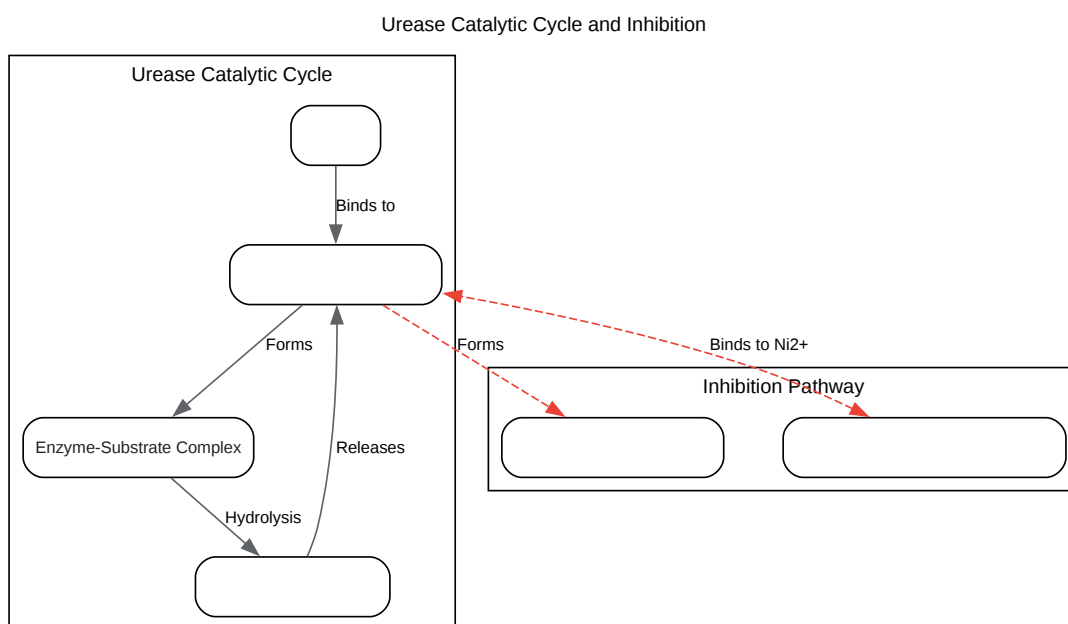 Urease Catalytic Cycle and Inhibition
Urease Catalytic Cycle
Binds to
Forms
Forms
Binds to Ni2+
Inhibition Pathway
Enzyme-Substrate Complex
Releases
Hydrolysis